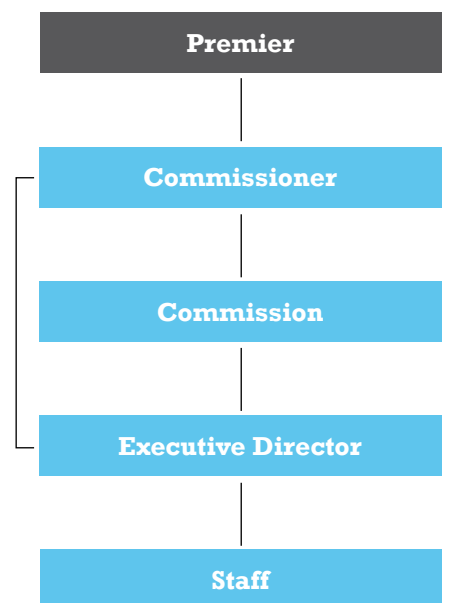 Premier
Commissioner
Commission
Executive Director
Staff